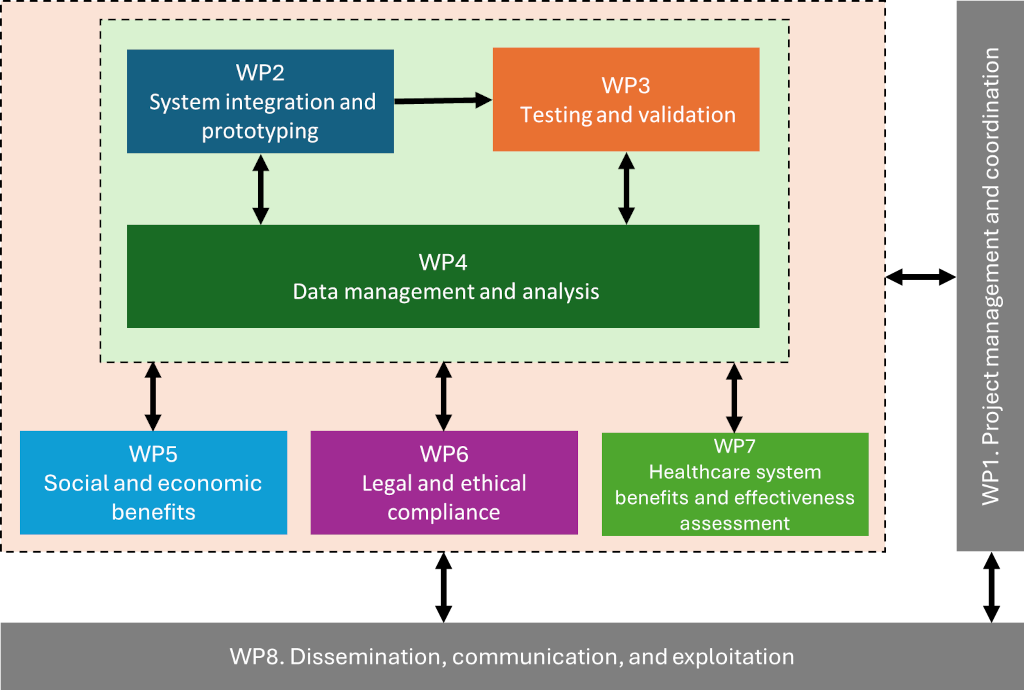 WP2
System integration and
prototyping
WP3
Testing and validation
WP4
Data management and analysis
WP5
Social and economic
benefits
WP6
Legal and ethical
compliance
WP7
Healthcare system
benefits and effectiveness
assessment
WP1. Project management and coordination
WP8. Dissemination, communication, and exploitation